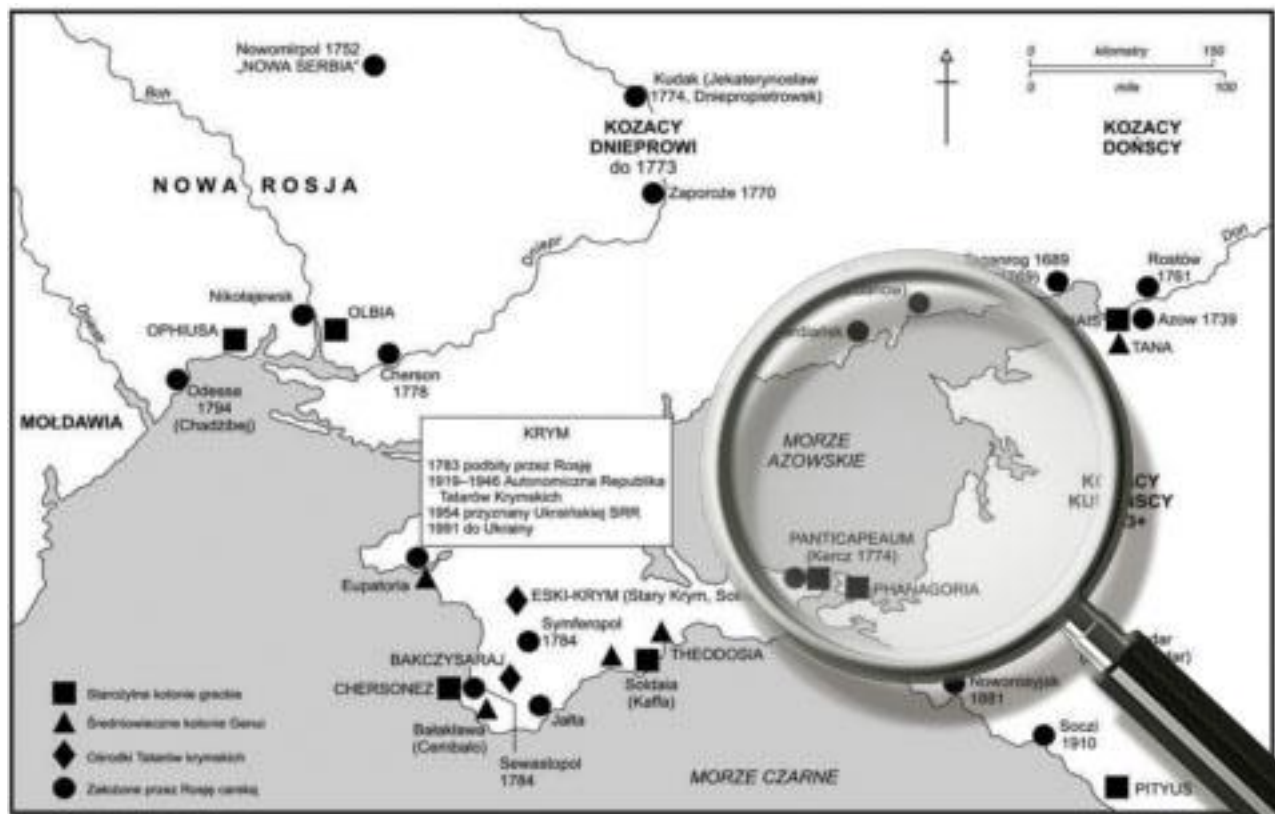 Nowomirpol 1752
„NOWA SERBIA”
Boh
Kudak (Jekaterynosław
1774, Dniepropietrowsk)
0 kilometry 150
0 mile 100
KOZACY
DNIEPROWI
do 1773
KOZACY
DOŃSCY
NOWA ROSJA
Zaporoże 1770
Dniepr
Don
Taganrog 1689
Rostów
1761
Nikołajewsk
OLBIA
OPHIUSA
Azow 1739
TANA
Cherson
1778
Odessa
1794
(Chadżibej)
MOŁDAWIA
KRYM
1783 podbity przez Rosję
1919–1946 Autonomiczna Republika
Tatarów Krymskich
1954 przyznany Ukraińskiej SRR
1991 do Ukrainy
MORZE
AZOWSKIE
PANTICAPEAUM
(Kercz 1774)
PHANAGORIA
Eupatoria
ESKI-KRYM (Stary Krym,
Symferopol
1784
BAKCZYSARAJ
THEODOSIA
CHERSONEZ
Soldaia
(Kaffa)
Jałta
Bałakława
(Cembalo)
Sewastopol
1784
Noworosyjsk
1881
Soczi
1910
MORZE CZARNE
PITYUS
Starożytne kolonie greckie
Średniowieczne kolonie Genui
Ośrodki Tatarów krymskich
Założone przez Rosję carską